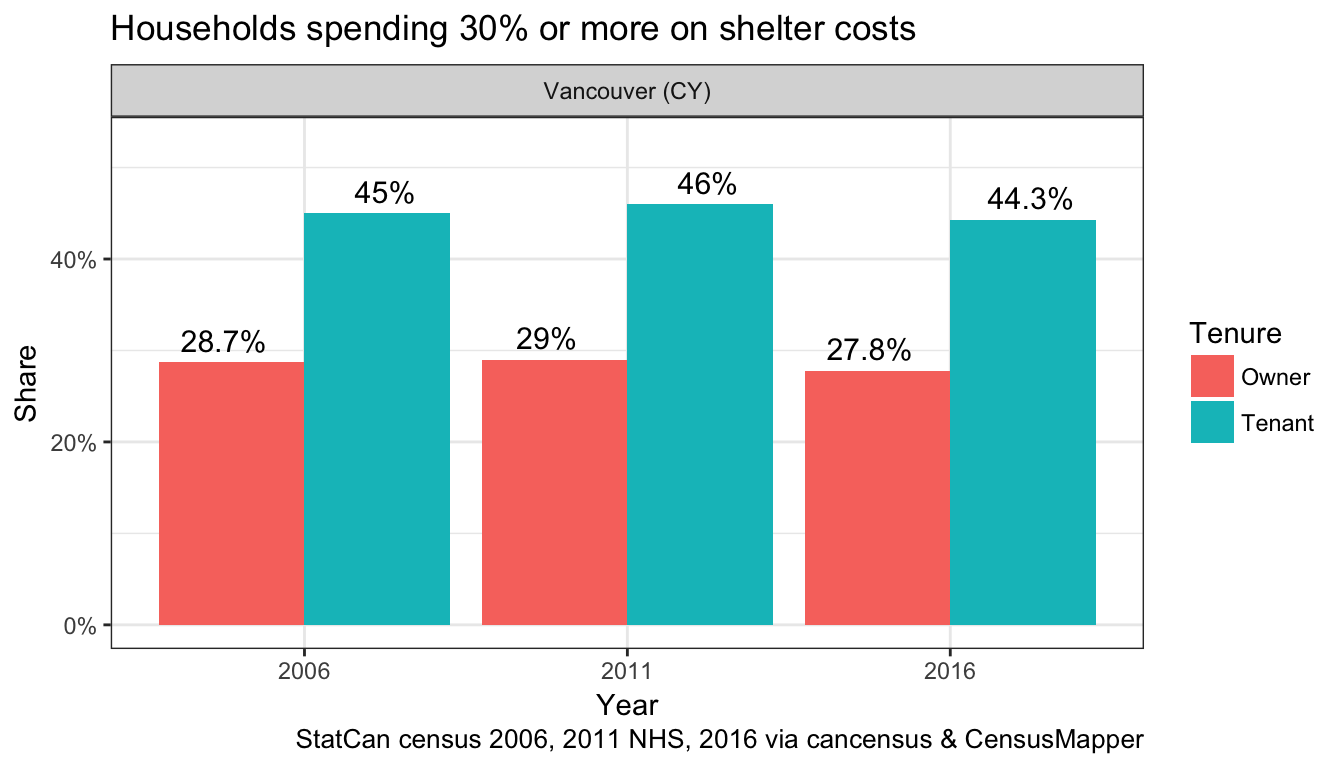 Households spending 30% or more on shelter costs
Vancouver (CY)
45%
46%
44.3%
28.7%
29%
27.8%
40%
20%
0%
Share
2006
2011
2016
Year
Tenure
Owner
Tenant
StatCan census 2006, 2011 NHS, 2016 via cancensus & CensusMapper